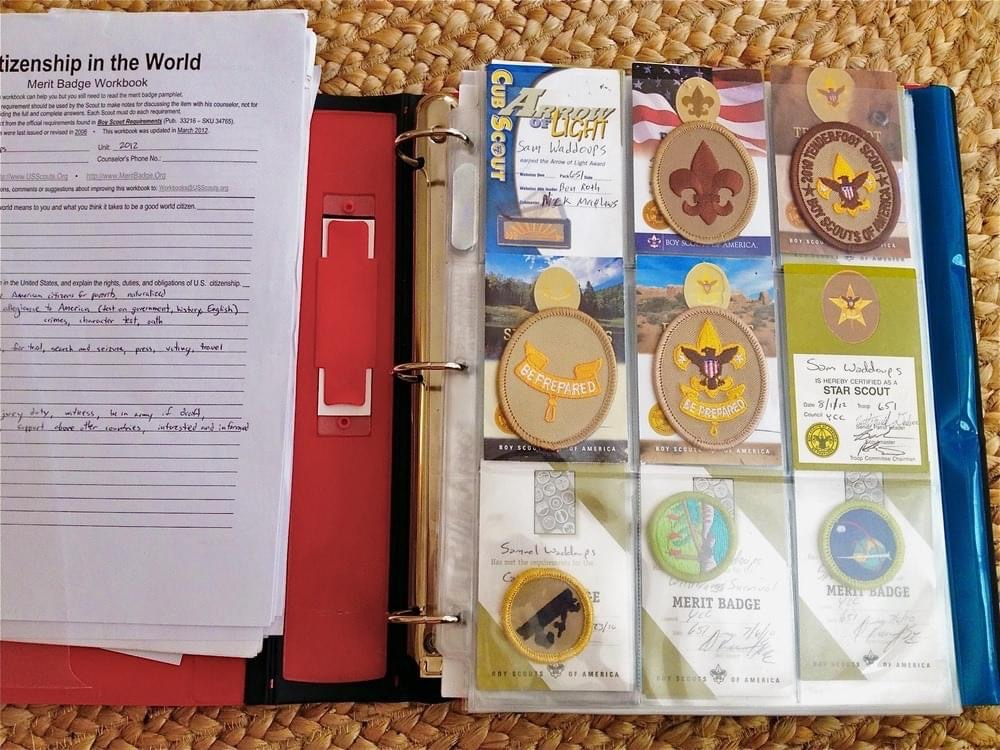 tizenship in the World
Merit Badge Workbook
workbook can help you but you still need to read the merit badge pamphlet.
requirement should be used by the Scout to make notes for discussing the item with his counselor, not for
ding the full and complete answers. Each Scout must do each requirement.
ct from the official requirements found in Boy Scout Requirements (Pub. 33216 – SKU 34765).
s were last issued or revised in 2006 • This workbook was updated in March 2012.
Unit: 2012
Counselor's Phone No.:
http://www.USScouts.Org • http://www.MeritBadge.Org
ons, comments or suggestions about improving this workbook to: Workbooks@USScouts.org
world means to you and what you think it takes to be a good world citizen.
in the United States, and explain the rights, duties, and obligations of U.S. citizenship.
American citizens for parents, naturalized
allegiance to America (test on government, history, English)
crimes, character test, oath
for trial, search and seizure, press, voting, travel
jury duty, witness, be in army if draft,
support above other countries, interested and informed
CUB SCOUT
ARROW
OF LIGHT
Sam Waddoups
earned the Arrow of Light Award
Pack 651 Date
Ben Roth
Nick Mathews
BOY SCOUTS OF AMERICA
2010 TENDERFOOT SCOUT
BOY SCOUTS OF AMERICA
BOY SCOU
BE PREPARED
BOY SCOUTS OF AMERICA
BE PREPARED
BOY SCOUTS OF AMERICA
Sam Waddoups
IS HEREBY CERTIFIED AS A
STAR SCOUT
Date 8/1/12 Troop 651
Council YCC
Senior Patrol Leader
Scoutmaster
Troop Committee Chairman
Samuel Waddoups
Has met the requirements for the
BOY SCOUTS OF AMERICA
Survival
MERIT BADGE
YCC
651
BOY SCOUTS OF AMERICA
MERIT BADGE
YCC
651
BOY SCOUTS OF AMERICA